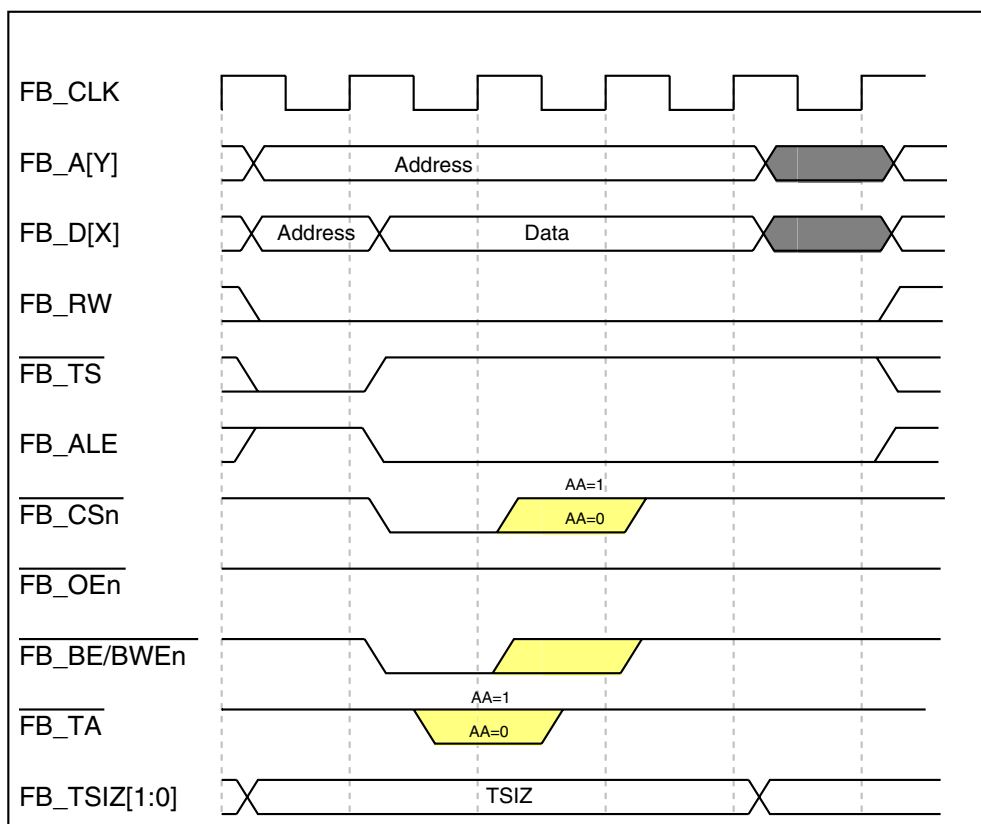 FB_CLK
FB_A[Y] Address
FB_D[X] Address Data
FB_RW
FB_TS
FB_ALE
AA=1
FB_CSn AA=0
FB_OEn
FB_BE/BWEn
AA=1
FB_TA AA=0
FB_TSIZ[1:0] TSIZ